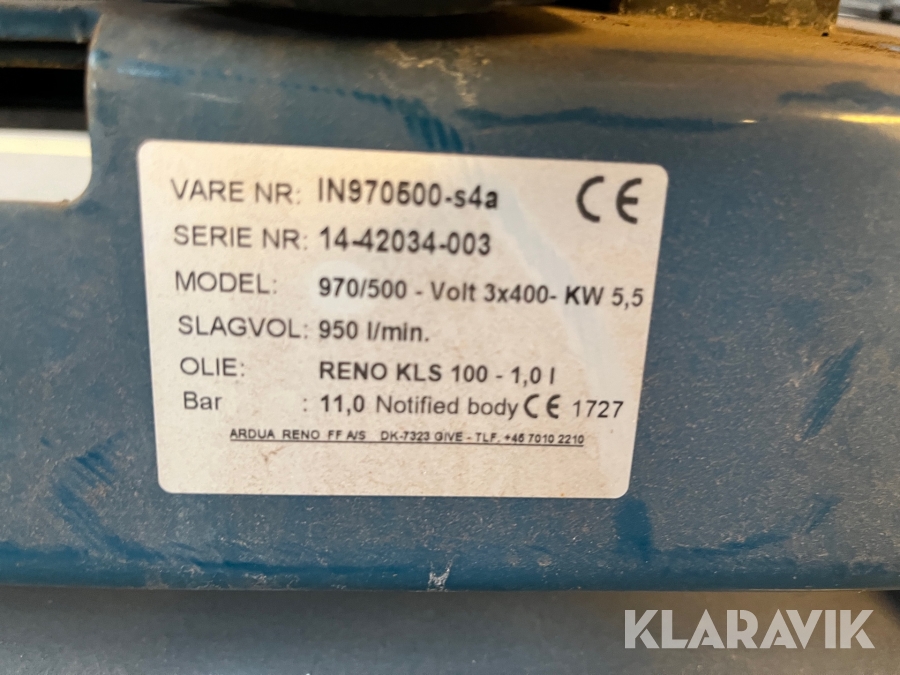 VARE NR: IN970500-s4a CE
SERIE NR: 14-42034-003
MODEL: 970/500 - Volt 3x400- KW 5,5
SLAGVOL: 950 l/min.
OLIE: RENO KLS 100 - 1,0 l
Bar : 11,0 Notified body CE 1727
ARDUA RENO FF A/S DK-7323 GIVE - TLF. +45 7010 2210
KLARAVIK